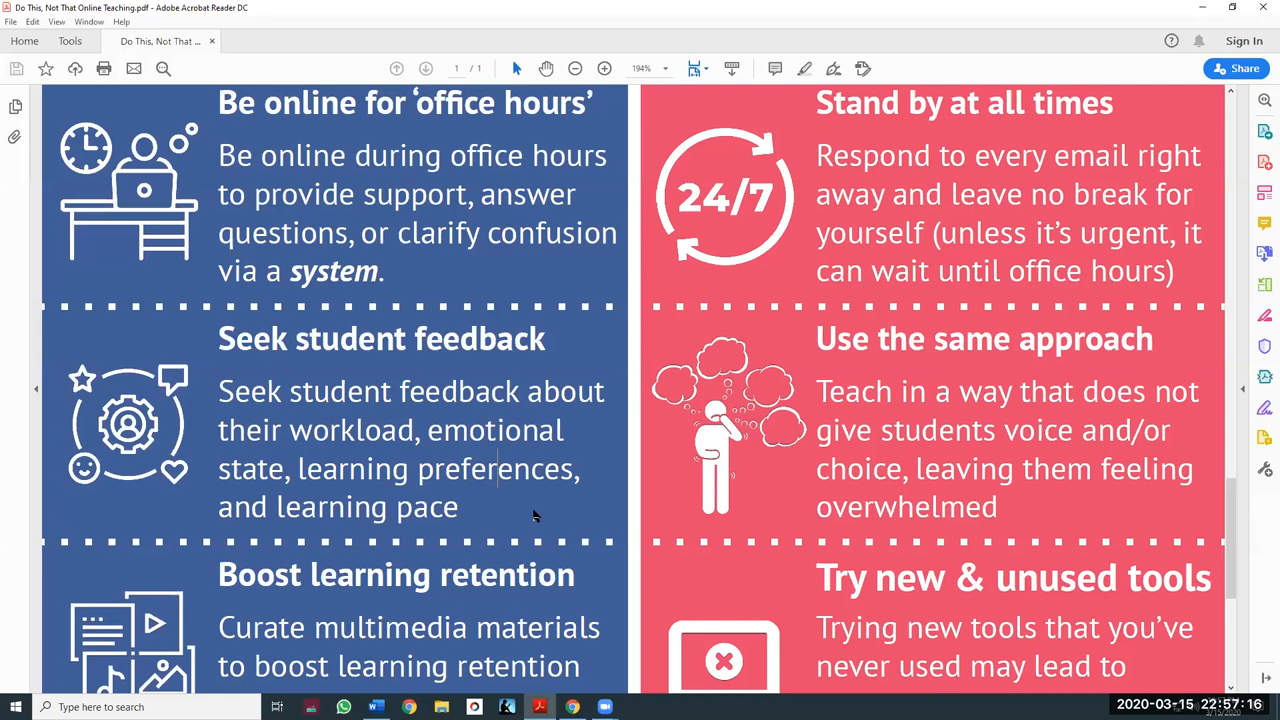 Do This, Not That Online Teaching.pdf - Adobe Acrobat Reader DC
File Edit View Window Help
Home Tools Do This, Not That ... × Sign In
1 / 1 194% Share
Be online for ‘office hours’
Be online during office hours
to provide support, answer
questions, or clarify confusion
via a system.
Stand by at all times
24/7
Respond to every email right
away and leave no break for
yourself (unless it’s urgent, it
can wait until office hours)
Seek student feedback
Seek student feedback about
their workload, emotional
state, learning preferences,
and learning pace
Use the same approach
Teach in a way that does not
give students voice and/or
choice, leaving them feeling
overwhelmed
Boost learning retention
Curate multimedia materials
to boost learning retention
Try new & unused tools
Trying new tools that you’ve
never used may lead to
Type here to search
2020-03-15 22:57:16